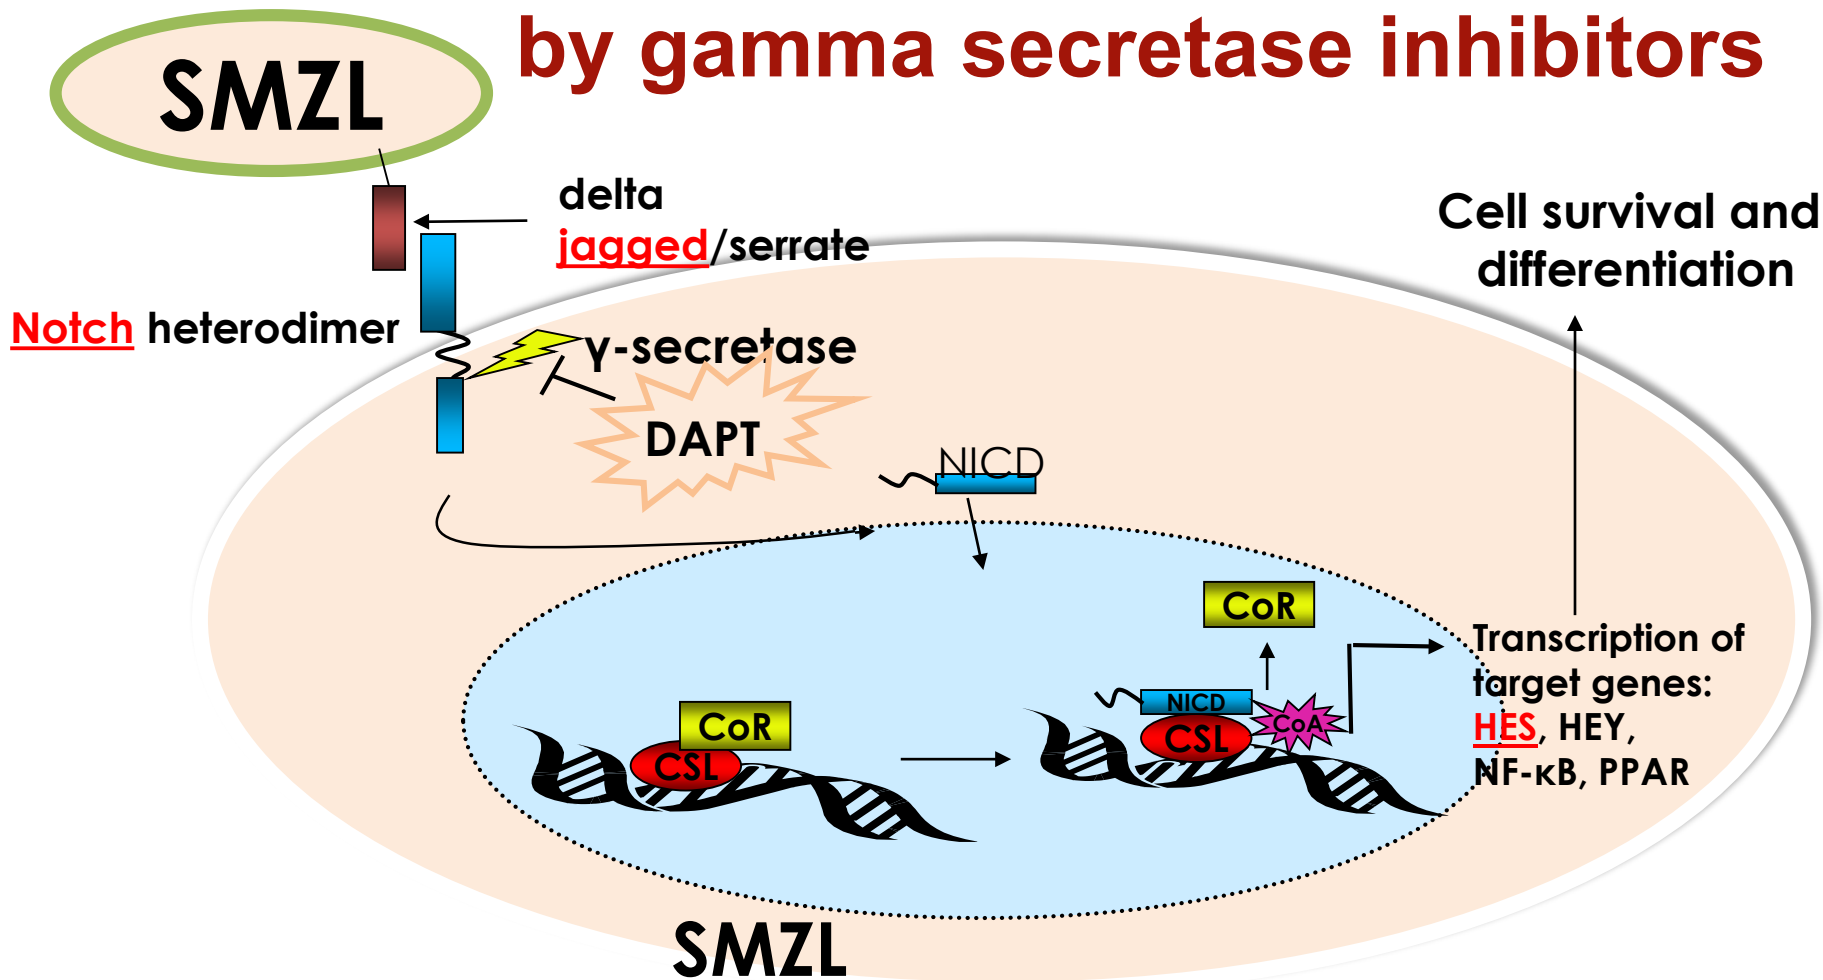 by gamma secretase inhibitors
SMZL
delta
jagged/serrate
Cell survival and
differentiation
Notch heterodimer
γ-secretase
DAPT
NICD
CoR
Transcription of
target genes:
HES, HEY,
NF-κB, PPAR
NICD
CoA
CSL
CoR
CSL
SMZL